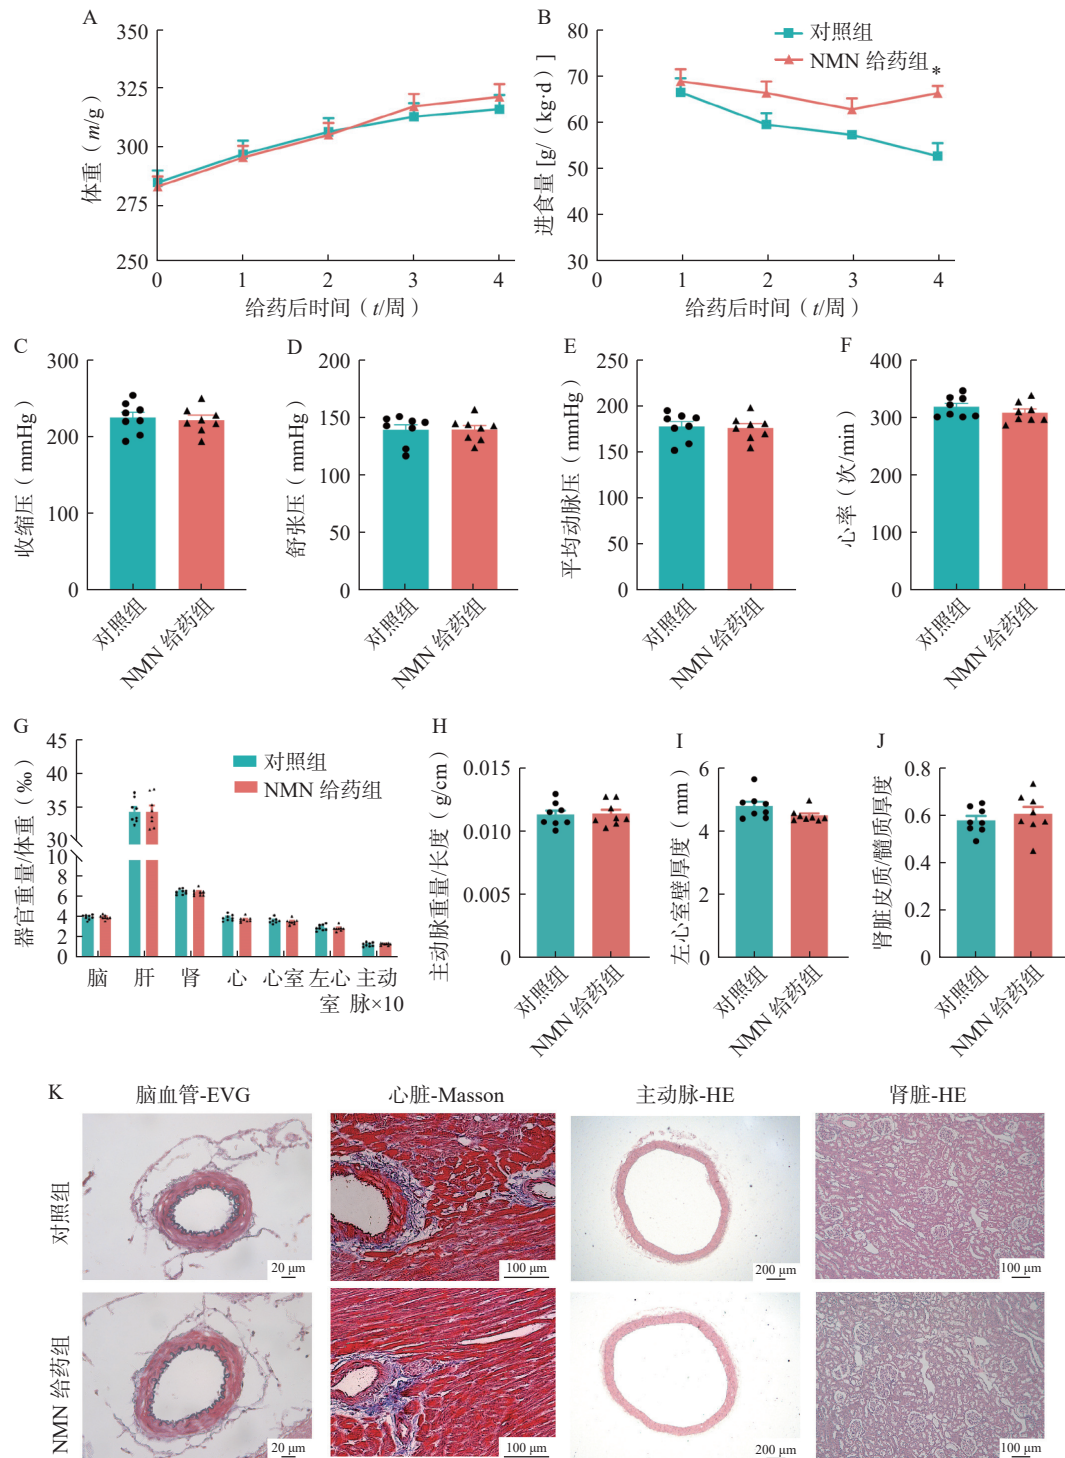 A
350
325
300
275
250
体重（m/g）
0 1 2 3 4
给药后时间（t/周）
B
80
70
60
50
40
30
进食量 [g/（kg·d）]
对照组
NMN 给药组
*
0 1 2 3 4
给药后时间（t/周）
C
300
200
100
0
收缩压（mmHg）
对照组
NMN 给药组
D
200
150
100
50
0
舒张压（mmHg）
对照组
NMN 给药组
E
250
200
150
100
50
0
平均动脉压（mmHg）
对照组
NMN 给药组
F
400
300
200
100
0
心率（次/min）
对照组
NMN 给药组
G
45
40
35
30
10
8
6
4
2
0
器官重量/体重（‰）
对照组
NMN 给药组
脑 肝 肾 心 心室 左心室 主动脉×10
H
0.015
0.010
0.005
0
主动脉重量/长度（g/cm）
对照组
NMN 给药组
I
6
4
2
0
左心室壁厚度（mm）
对照组
NMN 给药组
J
0.8
0.6
0.4
0.2
0
肾脏皮质/髓质厚度
对照组
NMN 给药组
K
脑血管-EVG 心脏-Masson 主动脉-HE 肾脏-HE
对照组
20 μm 100 μm 200 μm 100 μm
NMN 给药组
20 μm 100 μm 200 μm 100 μm